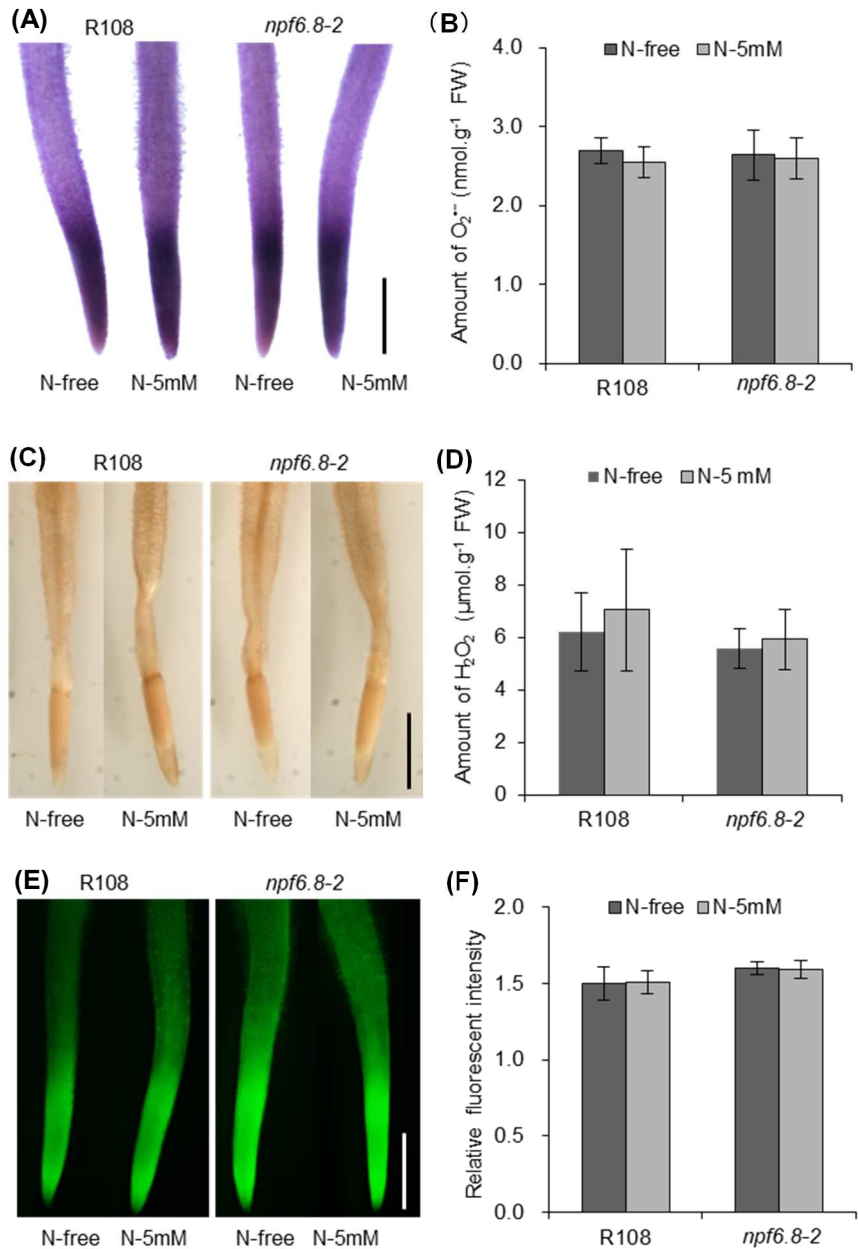 (A)
R108 npf6.8-2
N-free N-5mM N-free N-5mM
(B)
N-free N-5mM
Amount of O₂•– (nmol.g⁻¹ FW)
4.0
3.0
2.0
1.0
0.0
R108 npf6.8-2
(C)
R108 npf6.8-2
N-free N-5mM N-free N-5mM
(D)
N-free N-5 mM
Amount of H₂O₂ (µmol.g⁻¹ FW)
12
10
8
6
4
2
0
R108 npf6.8-2
(E)
R108 npf6.8-2
N-free N-5mM N-free N-5mM
(F)
N-free N-5mM
Relative fluorescent intensity
2.0
1.5
1.0
0.5
0.0
R108 npf6.8-2